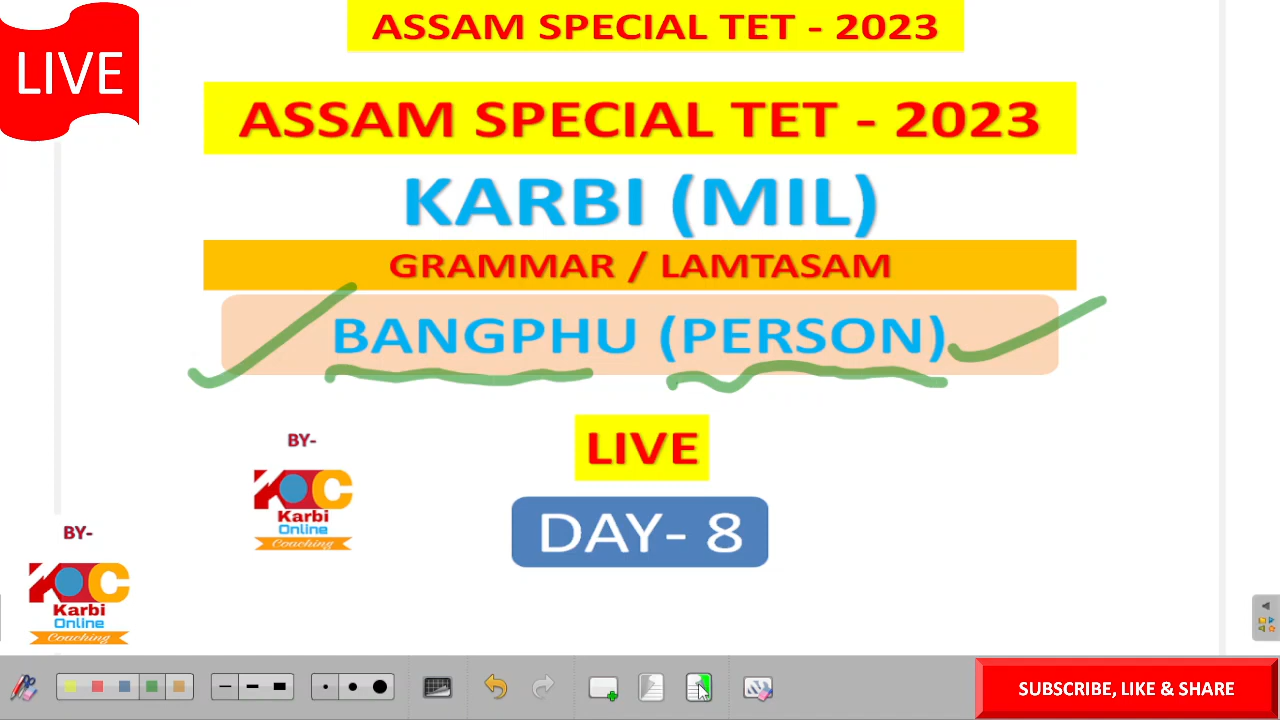 LIVE
ASSAM SPECIAL TET - 2023
ASSAM SPECIAL TET - 2023
KARBI (MIL)
GRAMMAR / LAMTASAM
BANGPHU (PERSON)
LIVE
DAY- 8
BY-
KOC
Karbi
Online
Coaching
BY-
KOC
Karbi
Online
Coaching
SUBSCRIBE, LIKE & SHARE